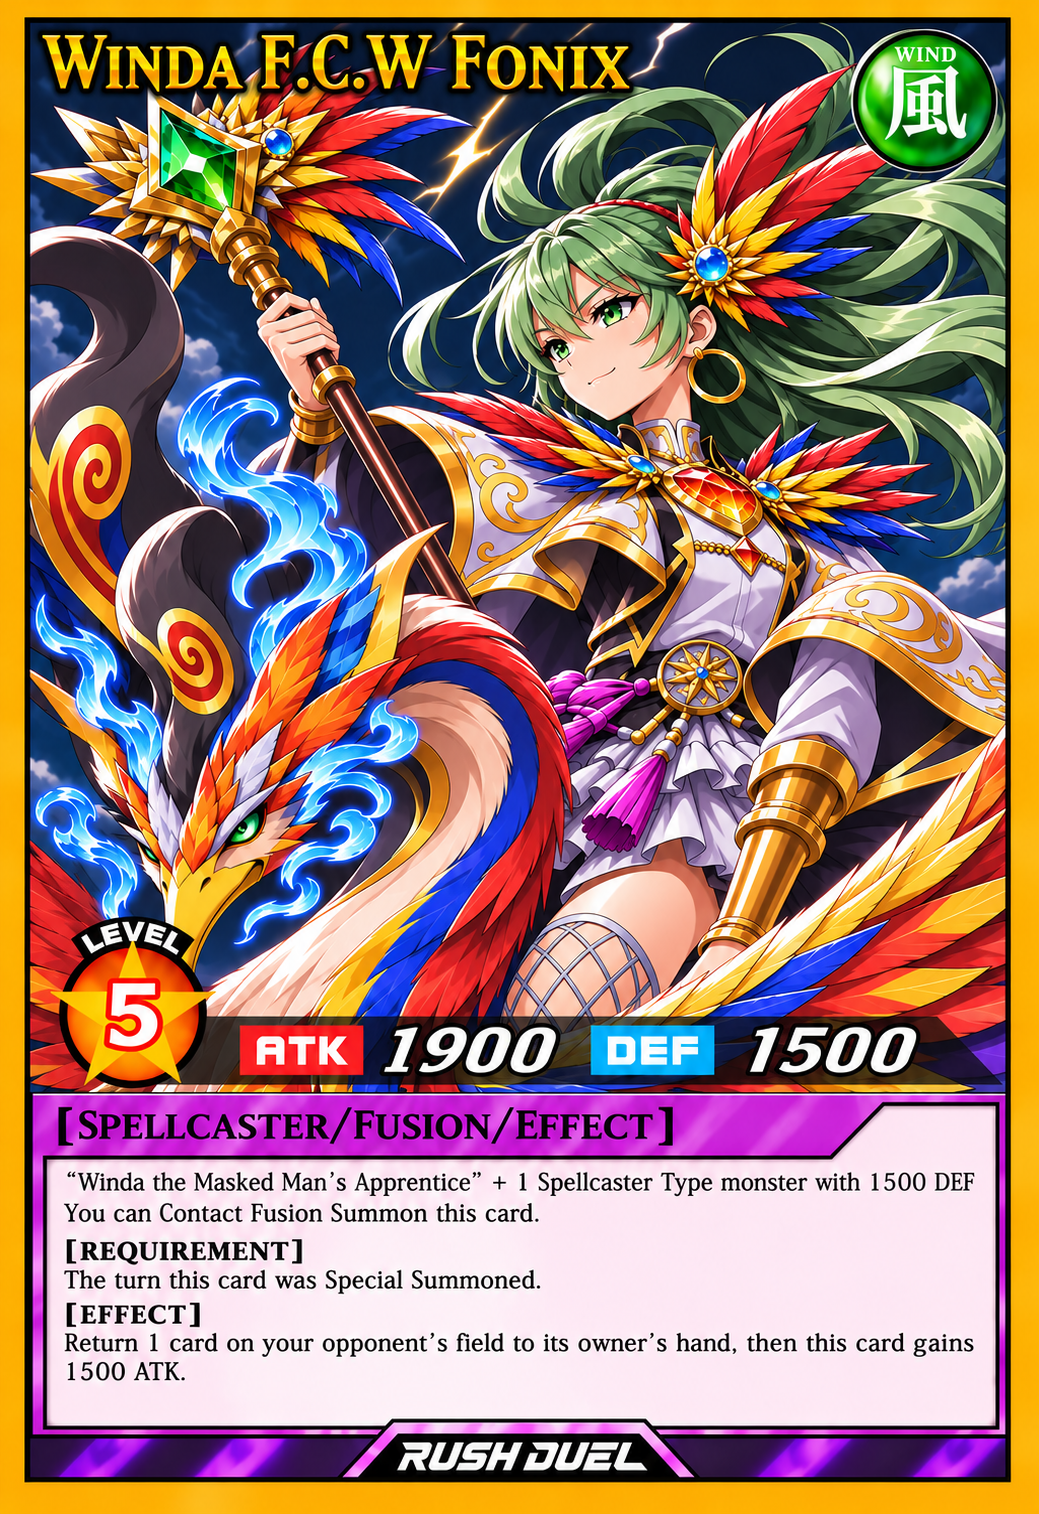 Winda F.C.W Fonix
WIND
風
LEVEL
5
ATK 1900 DEF 1500
[Spellcaster/Fusion/Effect]
“Winda the Masked Man’s Apprentice” + 1 Spellcaster Type monster with 1500 DEF
You can Contact Fusion Summon this card.
[REQUIREMENT]
The turn this card was Special Summoned.
[EFFECT]
Return 1 card on your opponent’s field to its owner’s hand, then this card gains
1500 ATK.
RUSH DUEL